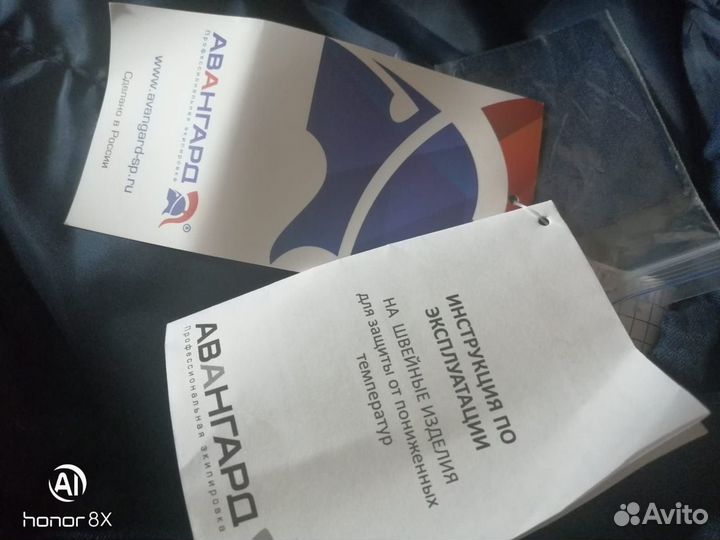 АВАНГАРД
Профессиональная экипировка
www.avangard-sp.ru
Сделано в России
®
ИНСТРУКЦИЯ ПО
ЭКСПЛУАТАЦИИ
НА ШВЕЙНЫЕ ИЗДЕЛИЯ
для защиты от пониженных
температур
АВАНГАРД
Профессиональная экипировка
AI
honor 8X
Avito